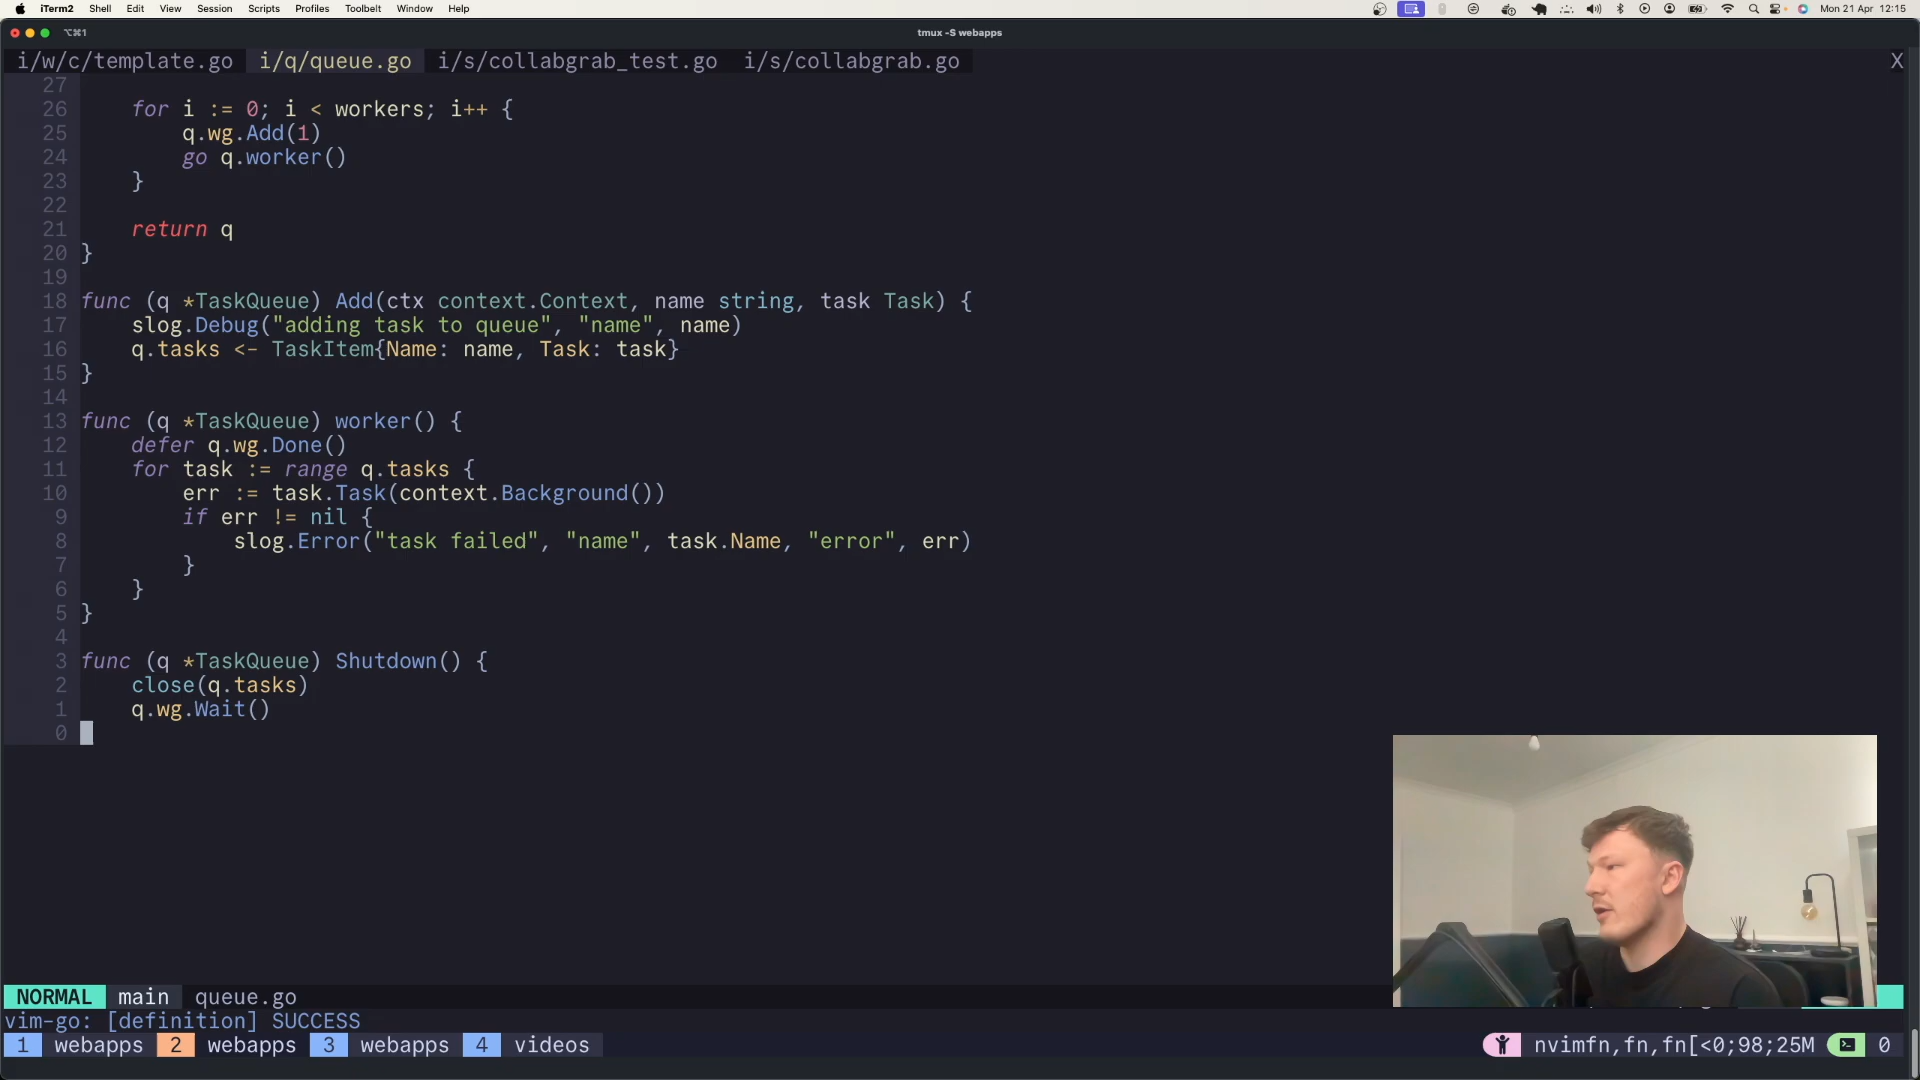 iTerm2 Shell Edit View Session Scripts Profiles Toolbelt Window Help Mon 21 Apr 12:15
⌥⌘1 tmux -S webapps
i/w/c/template.go i/q/queue.go i/s/collabgrab_test.go i/s/collabgrab.go X
27
26 for i := 0; i < workers; i++ {
25 q.wg.Add(1)
24 go q.worker()
23 }
22
21 return q
20 }
19
18 func (q *TaskQueue) Add(ctx context.Context, name string, task Task) {
17 slog.Debug("adding task to queue", "name", name)
16 q.tasks <- TaskItem{Name: name, Task: task}
15 }
14
13 func (q *TaskQueue) worker() {
12 defer q.wg.Done()
11 for task := range q.tasks {
10 err := task.Task(context.Background())
9 if err != nil {
8 slog.Error("task failed", "name", task.Name, "error", err)
7 }
6 }
5 }
4
3 func (q *TaskQueue) Shutdown() {
2 close(q.tasks)
1 q.wg.Wait()
0
NORMAL main queue.go
vim-go: [definition] SUCCESS
1 webapps 2 webapps 3 webapps 4 videos nvimfn,fn,fn[<0;98;25M 0